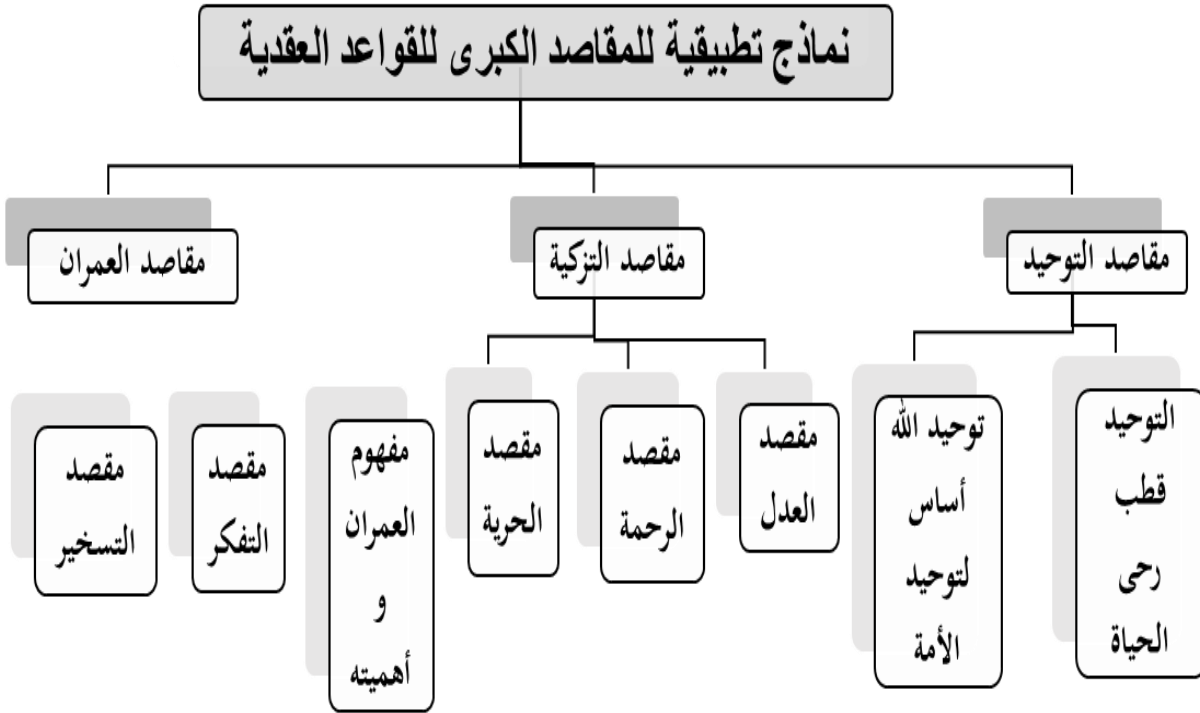 نماذج تطبيقية للمقاصد الكبرى للقواعد العقدية
مقاصد التوحيد
مقاصد التزكية
مقاصد العمران
التوحيد
قطب
رحى
الحياة
توحيد الله
أساس
لتوحيد
الأمة
مقصد
العدل
مقصد
الرحمة
مقصد
الحرية
مفهوم
العمران
و
أهميته
مقصد
التفكر
مقصد
التسخير